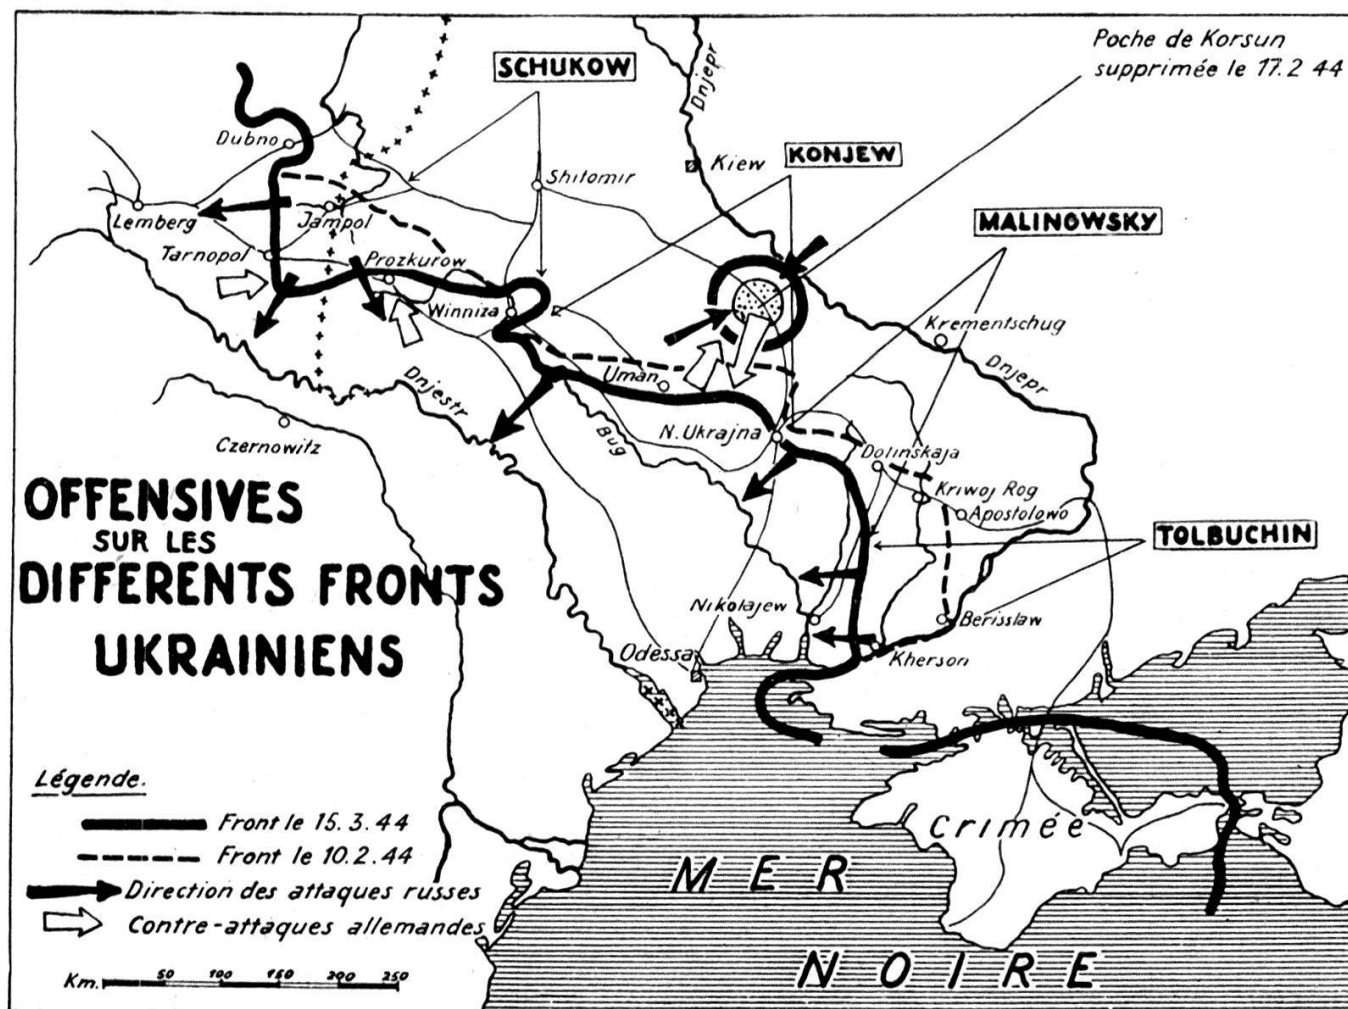 Poche de Korsun
supprimée le 17.2 44
SCHUKOW
Dnjepr
KONJEW
Dubno
Kiew
Shitomir
MALINOWSKY
Lemberg
Jampol
Tarnopol
Prozkurow
Winniza
Krementschug
Dnjepr
Uman
Dnjestr
Bug
N. Ukrajna
Czernowitz
Dolinskaja
Kriwoj Rog
Apostolowo
TOLBUCHIN
OFFENSIVES
SUR LES
DIFFERENTS FRONTS
UKRAINIENS
Nikolajew
Berisslaw
Odessa
Kherson
Légende.
Front le 15.3.44
Front le 10.2.44
Direction des attaques russes
Contre-attaques allemandes
Km. 50 100 150 200 250
Crimée
MER
NOIRE